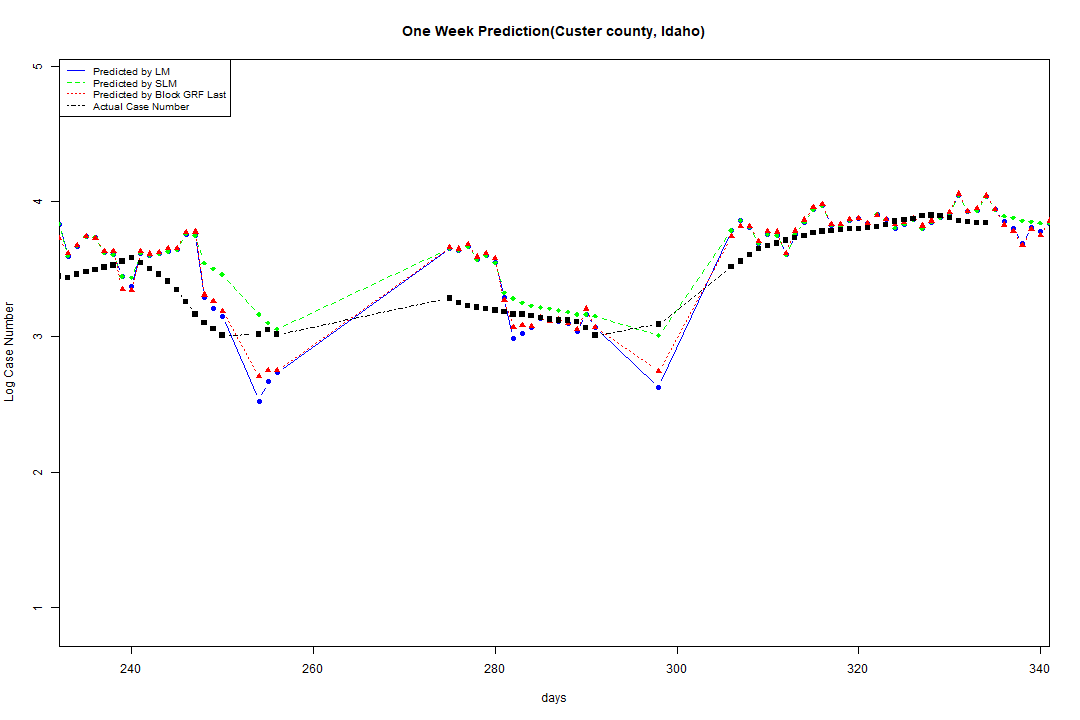 One Week Prediction(Custer county, Idaho)
Predicted by LM
Predicted by SLM
Predicted by Block GRF Last
Actual Case Number
5
4
3
2
1
Log Case Number
240 260 280 300 320 340
days